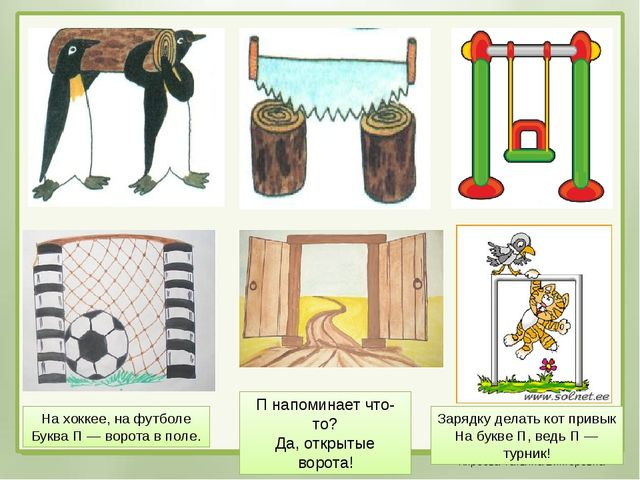 www.solnet.ee
На хоккее, на футболе
Буква П — ворота в поле.
П напоминает что-
то?
Да, открытые
ворота!
Зарядку делать кот привык
На букве П, ведь П —
турник!